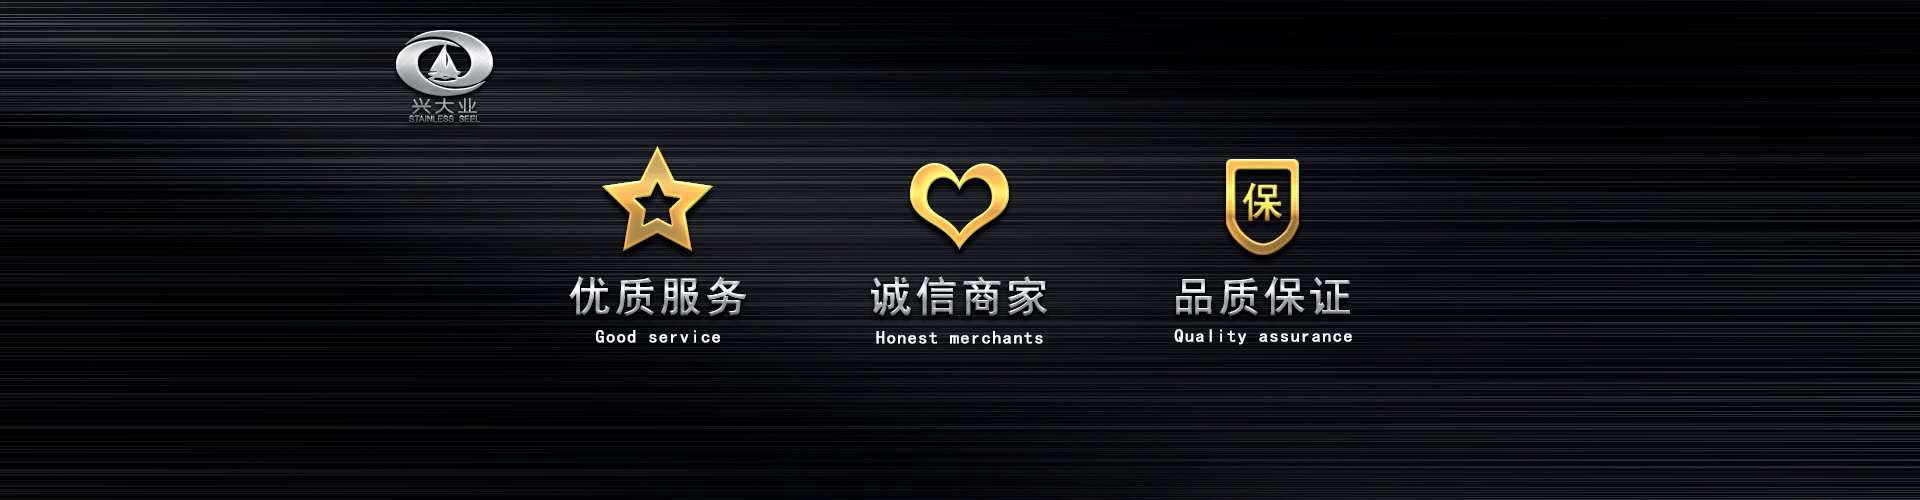 兴大业
STAINLESS SEEL
保
优质服务
Good service
诚信商家
Honest merchants
品质保证
Quality assurance